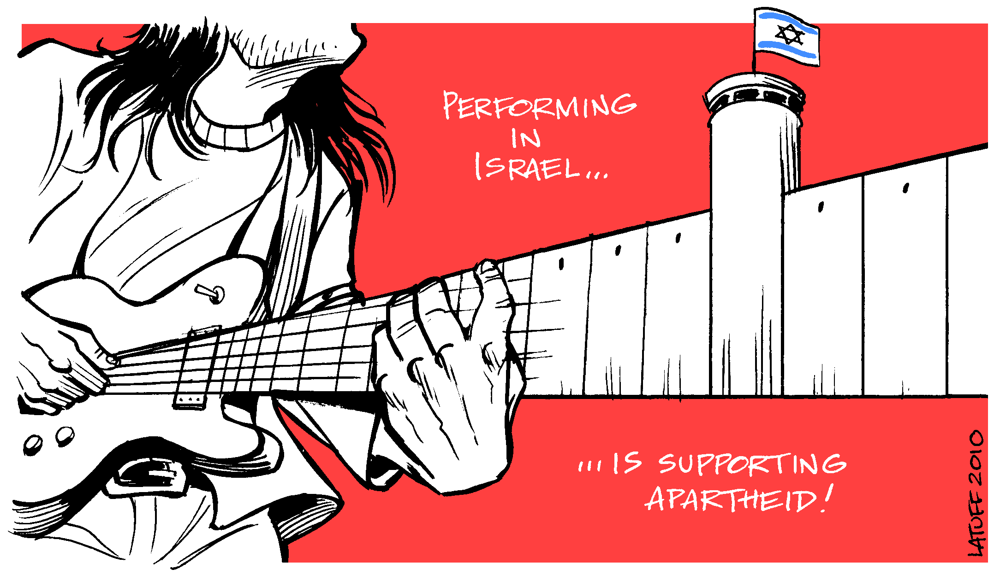 PERFORMING
IN
ISRAEL...
...IS SUPPORTING
APARTHEID!
LATUFF 2010